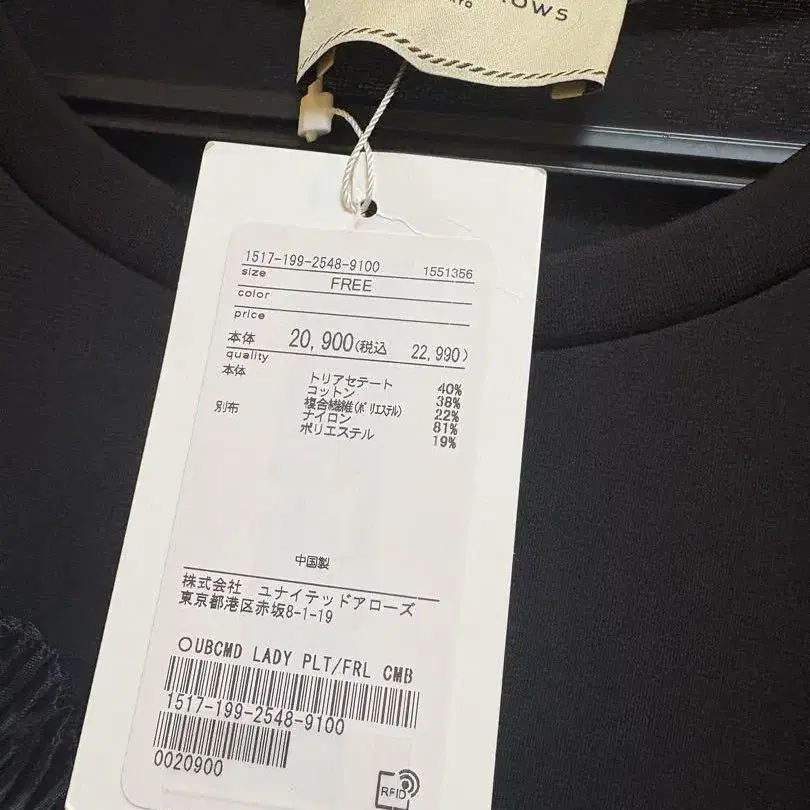 1517-199-2548-9100 1551356
size FREE
color
price
本体 20,900(税込 22,990)
quality
本体 トリアセテート 40%
コットン 38%
複合繊維(ポリエステル) 22%
別布 ナイロン 81%
ポリエステル 19%
中国製
株式会社 ユナイテッドアローズ
東京都港区赤坂8-1-19
○UBCMD LADY PLT/FRL CMB
1517-199-2548-9100
0020900
RFID